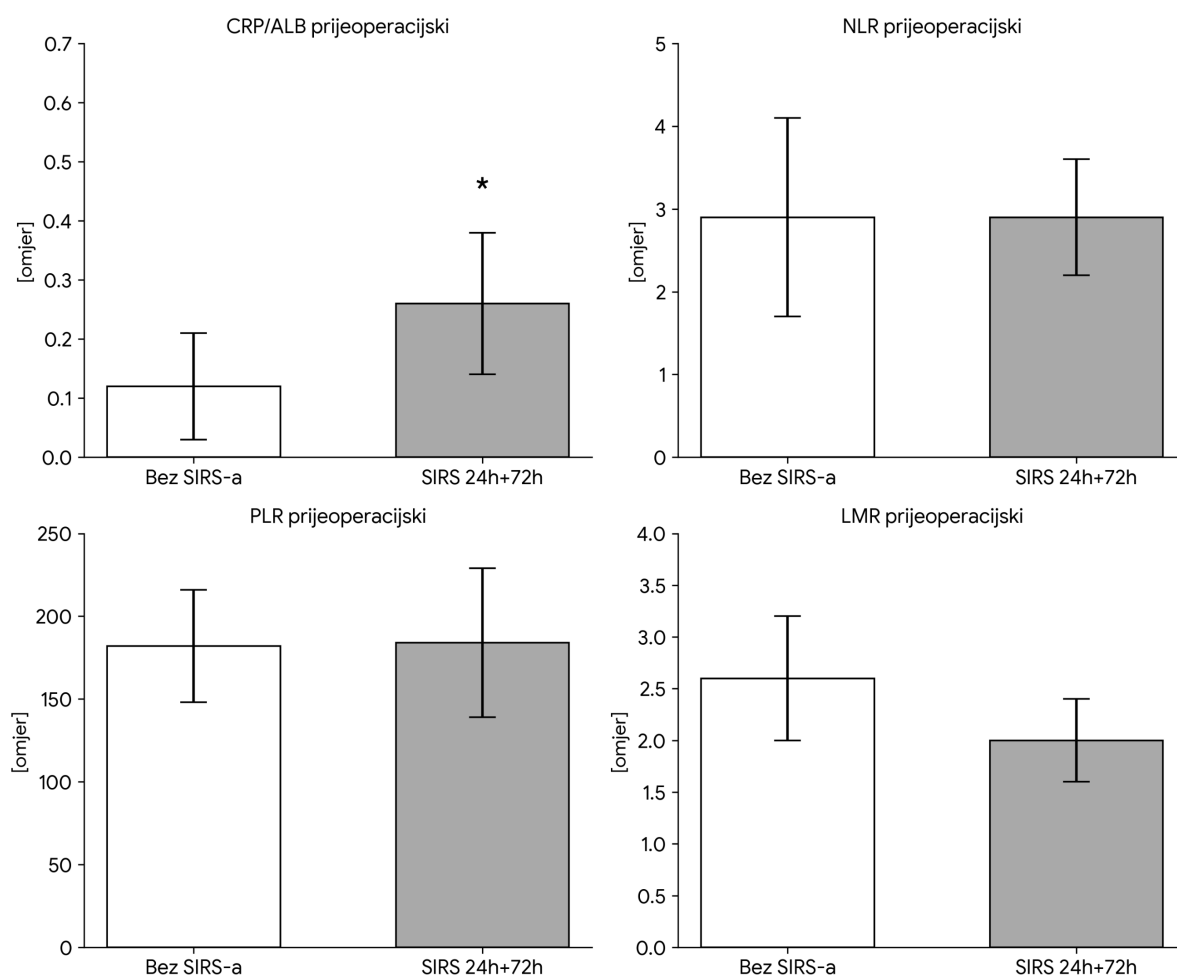 CRP/ALB prijeoperacijski
0.7
0.6
0.5
0.4
0.3
0.2
0.1
0.0
[omjer]
*
Bez SIRS-a
SIRS 24h+72h
NLR prijeoperacijski
5
4
3
2
1
0
[omjer]
Bez SIRS-a
SIRS 24h+72h
PLR prijeoperacijski
250
200
150
100
50
0
[omjer]
Bez SIRS-a
SIRS 24h+72h
LMR prijeoperacijski
4.0
3.5
3.0
2.5
2.0
1.5
1.0
0.5
0.0
[omjer]
Bez SIRS-a
SIRS 24h+72h